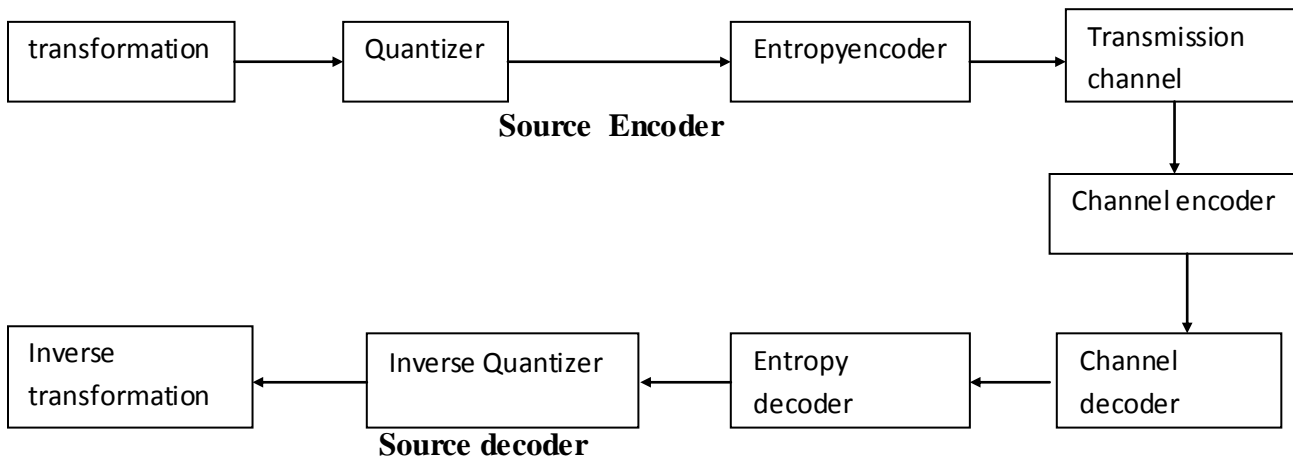 transformation
Quantizer
Entropyencoder
Transmission
channel
Source Encoder
Channel encoder
Channel
decoder
Entropy
decoder
Inverse Quantizer
Inverse
transformation
Source decoder